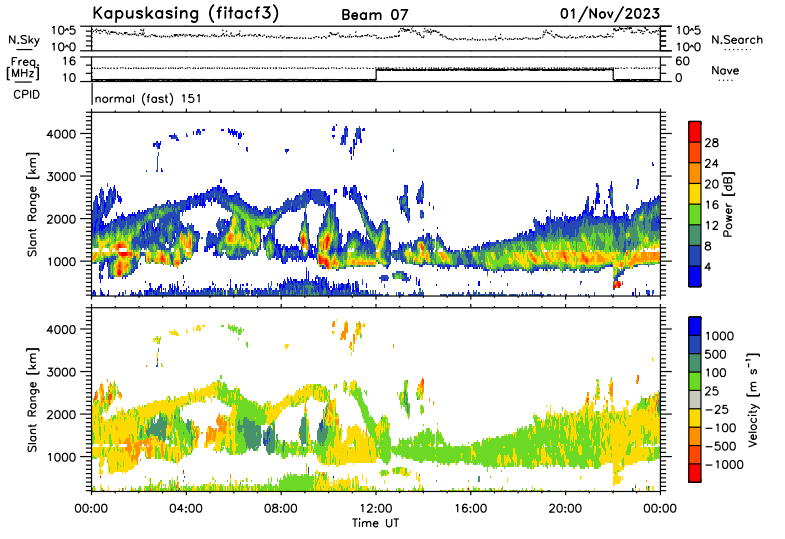 Kapuskasing (fitacf3) Beam 07 01/Nov/2023
N.Sky 10^5 10^0 10^5 10^0 N.Search
Freq. [MHz] 16 10 60 0 Nave
CPID normal (fast) 151
Slant Range [km] 4000 3000 2000 1000
Power [dB] 28 24 20 16 12 8 4
Slant Range [km] 4000 3000 2000 1000
Velocity [m s⁻¹] 1000 500 100 25 −25 −100 −500 −1000
00:00 04:00 08:00 12:00 16:00 20:00 00:00
Time UT